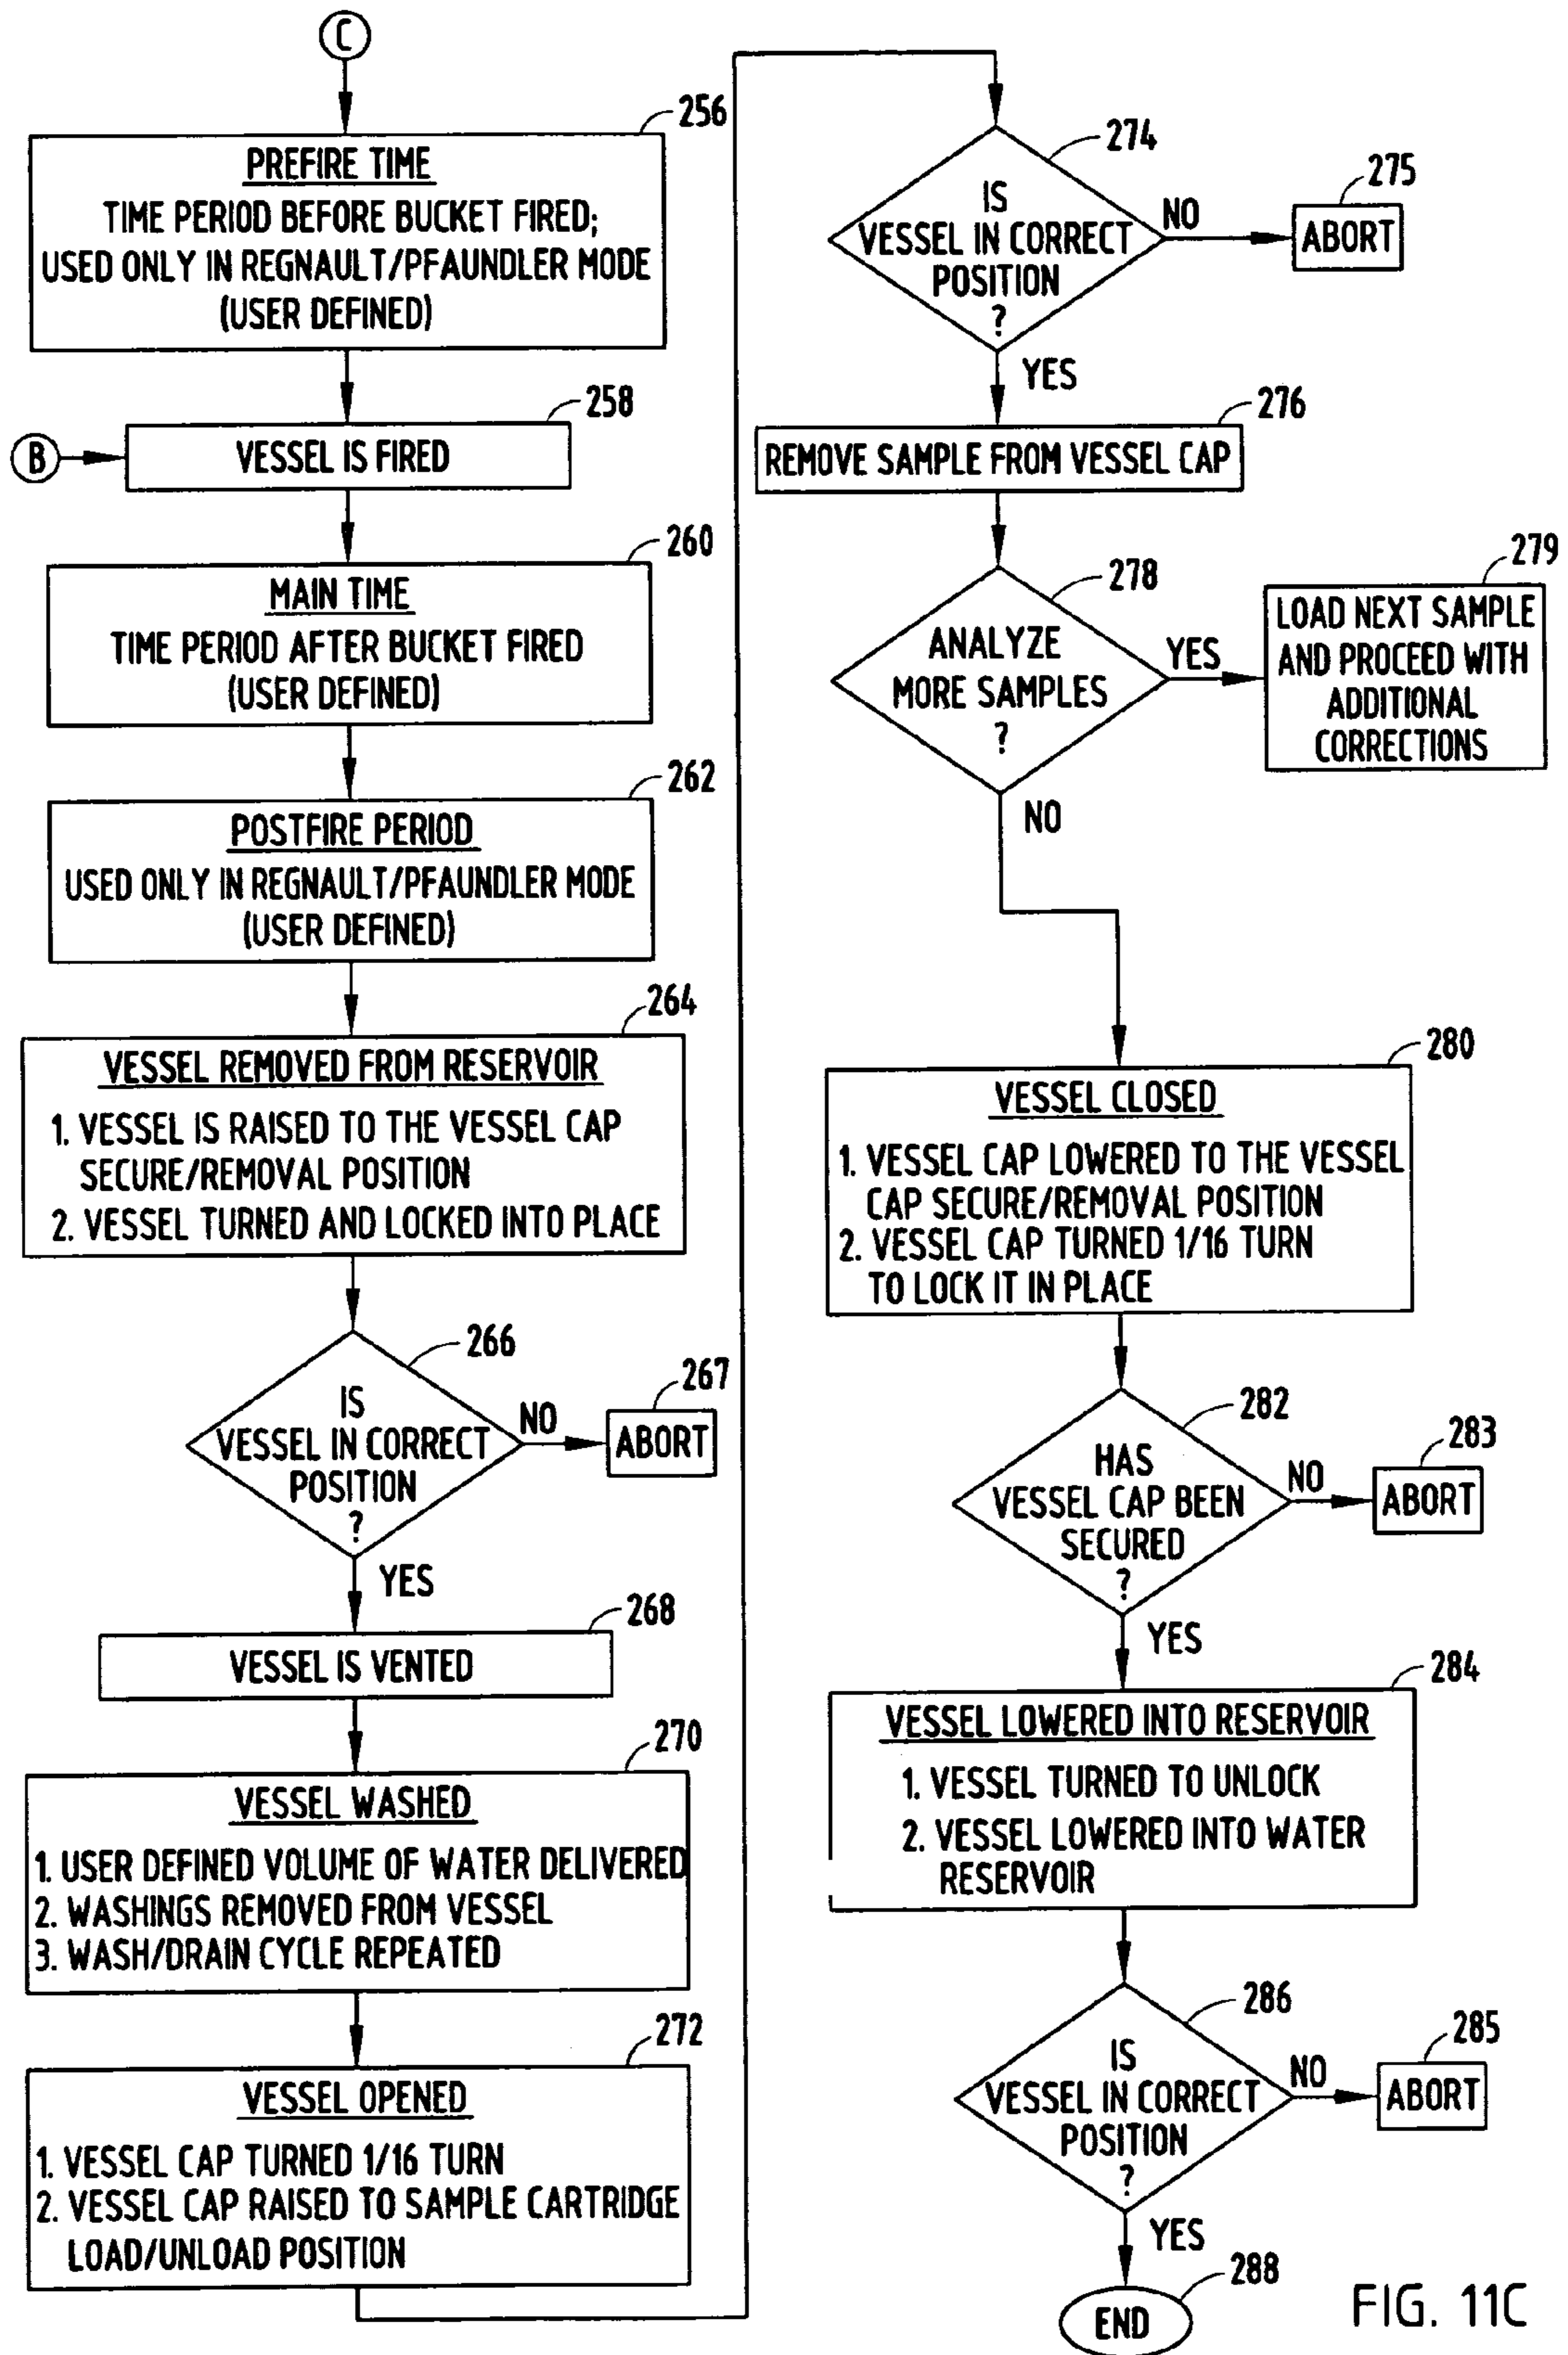 C
256
PREFIRE TIME
TIME PERIOD BEFORE BUCKET FIRED;
USED ONLY IN REGNAULT/PFAUNDLER MODE
(USER DEFINED)
258
B
VESSEL IS FIRED
260
MAIN TIME
TIME PERIOD AFTER BUCKET FIRED
(USER DEFINED)
262
POSTFIRE PERIOD
USED ONLY IN REGNAULT/PFAUNDLER MODE
(USER DEFINED)
264
VESSEL REMOVED FROM RESERVOIR
1. VESSEL IS RAISED TO THE VESSEL CAP
SECURE/REMOVAL POSITION
2. VESSEL TURNED AND LOCKED INTO PLACE
266
IS
VESSEL IN CORRECT
POSITION
?
NO
267
ABORT
YES
268
VESSEL IS VENTED
270
VESSEL WASHED
1. USER DEFINED VOLUME OF WATER DELIVERED
2. WASHINGS REMOVED FROM VESSEL
3. WASH/DRAIN CYCLE REPEATED
272
VESSEL OPENED
1. VESSEL CAP TURNED 1/16 TURN
2. VESSEL CAP RAISED TO SAMPLE CARTRIDGE
LOAD/UNLOAD POSITION
274
IS
VESSEL IN CORRECT
POSITION
?
NO
275
ABORT
YES
276
REMOVE SAMPLE FROM VESSEL CAP
278
ANALYZE
MORE SAMPLES
?
YES
279
LOAD NEXT SAMPLE
AND PROCEED WITH
ADDITIONAL
CORRECTIONS
NO
280
VESSEL CLOSED
1. VESSEL CAP LOWERED TO THE VESSEL
CAP SECURE/REMOVAL POSITION
2. VESSEL CAP TURNED 1/16 TURN
TO LOCK IT IN PLACE
282
HAS
VESSEL CAP BEEN
SECURED
?
NO
283
ABORT
YES
284
VESSEL LOWERED INTO RESERVOIR
1. VESSEL TURNED TO UNLOCK
2. VESSEL LOWERED INTO WATER
RESERVOIR
286
IS
VESSEL IN CORRECT
POSITION
?
NO
285
ABORT
YES
288
END
FIG. 11C